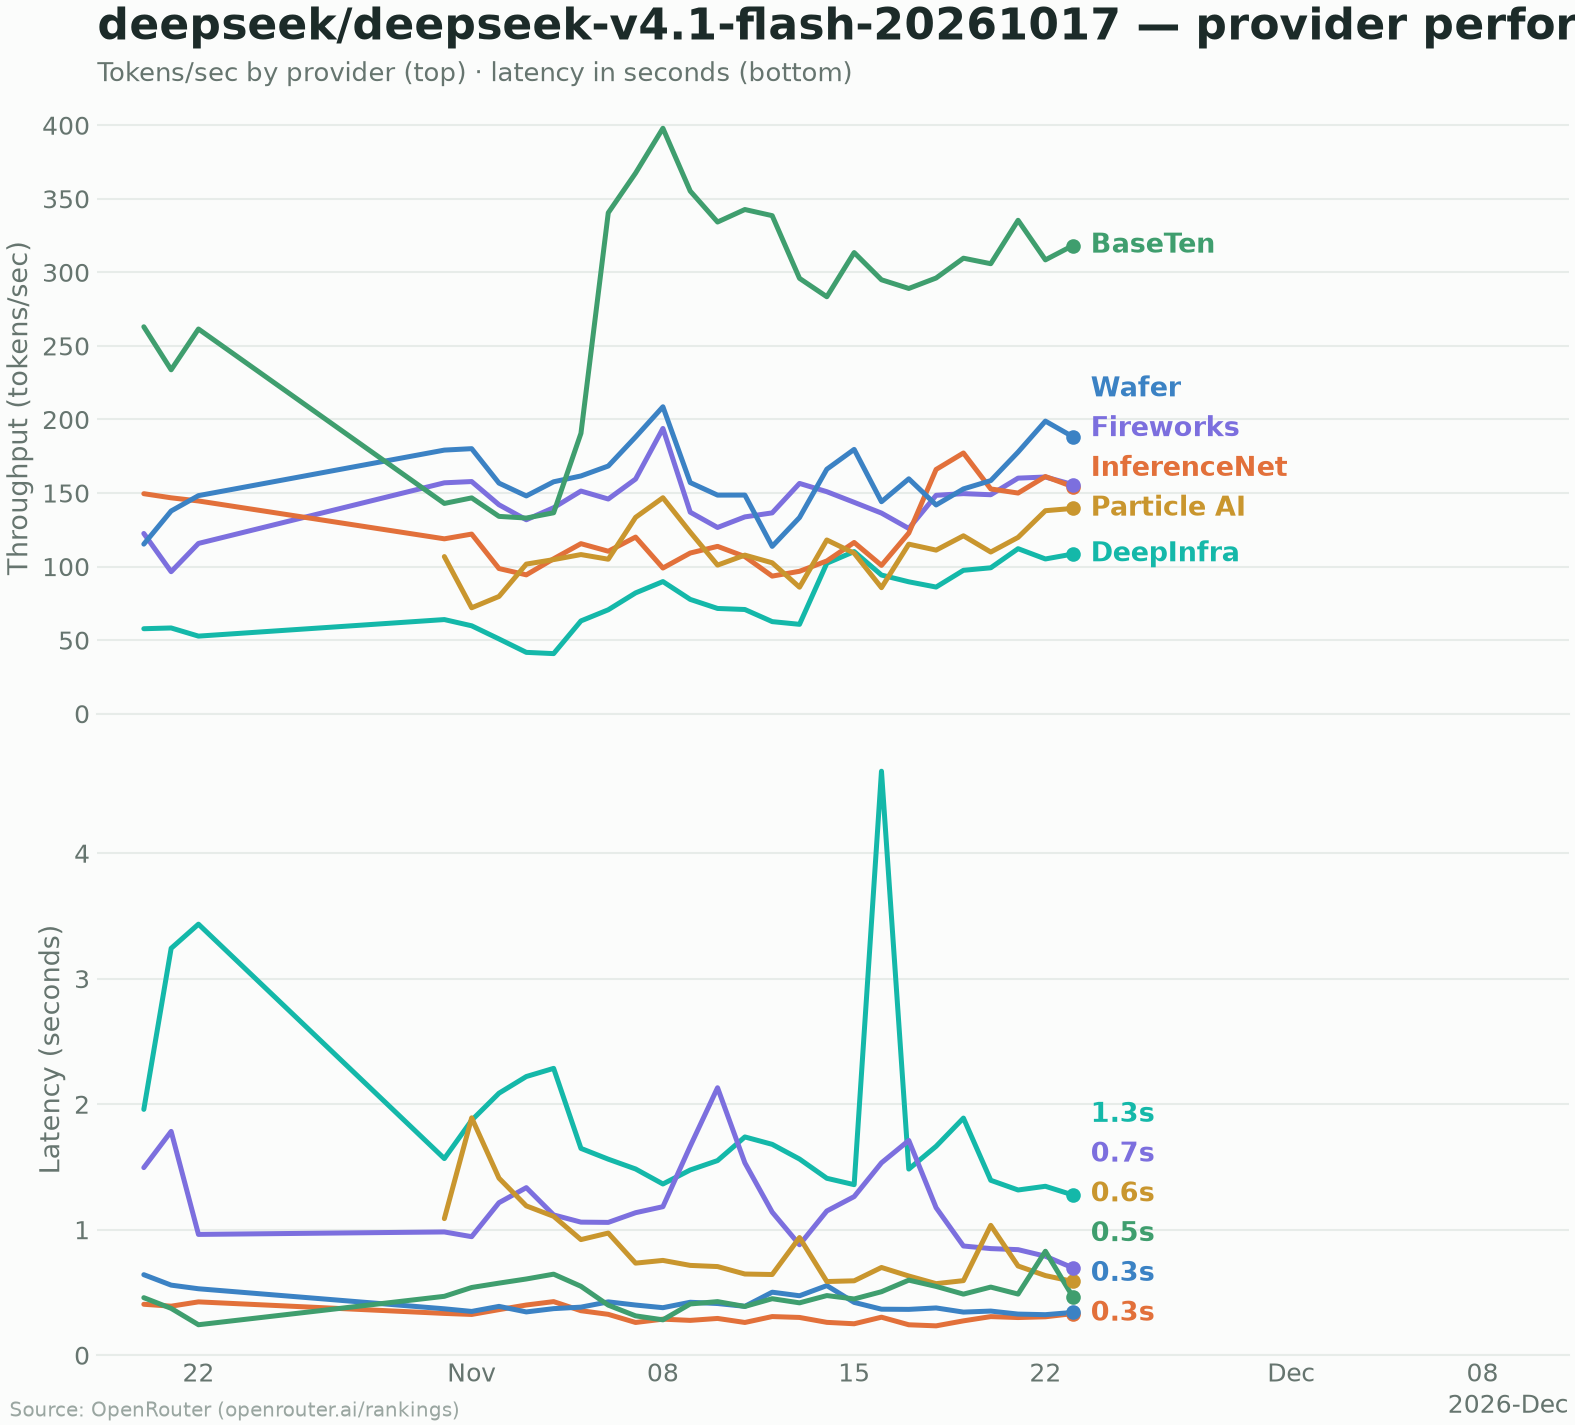 deepseek/deepseek-v4.1-flash-20261017 — provider perfor
Tokens/sec by provider (top) · latency in seconds (bottom)
Throughput (tokens/sec)
400
350
300
250
200
150
100
50
0
BaseTen
Wafer
Fireworks
InferenceNet
Particle AI
DeepInfra
Latency (seconds)
4
3
2
1
0
1.3s
0.7s
0.6s
0.5s
0.3s
0.3s
22
Nov
08
15
22
Dec
08
2026-Dec
Source: OpenRouter (openrouter.ai/rankings)